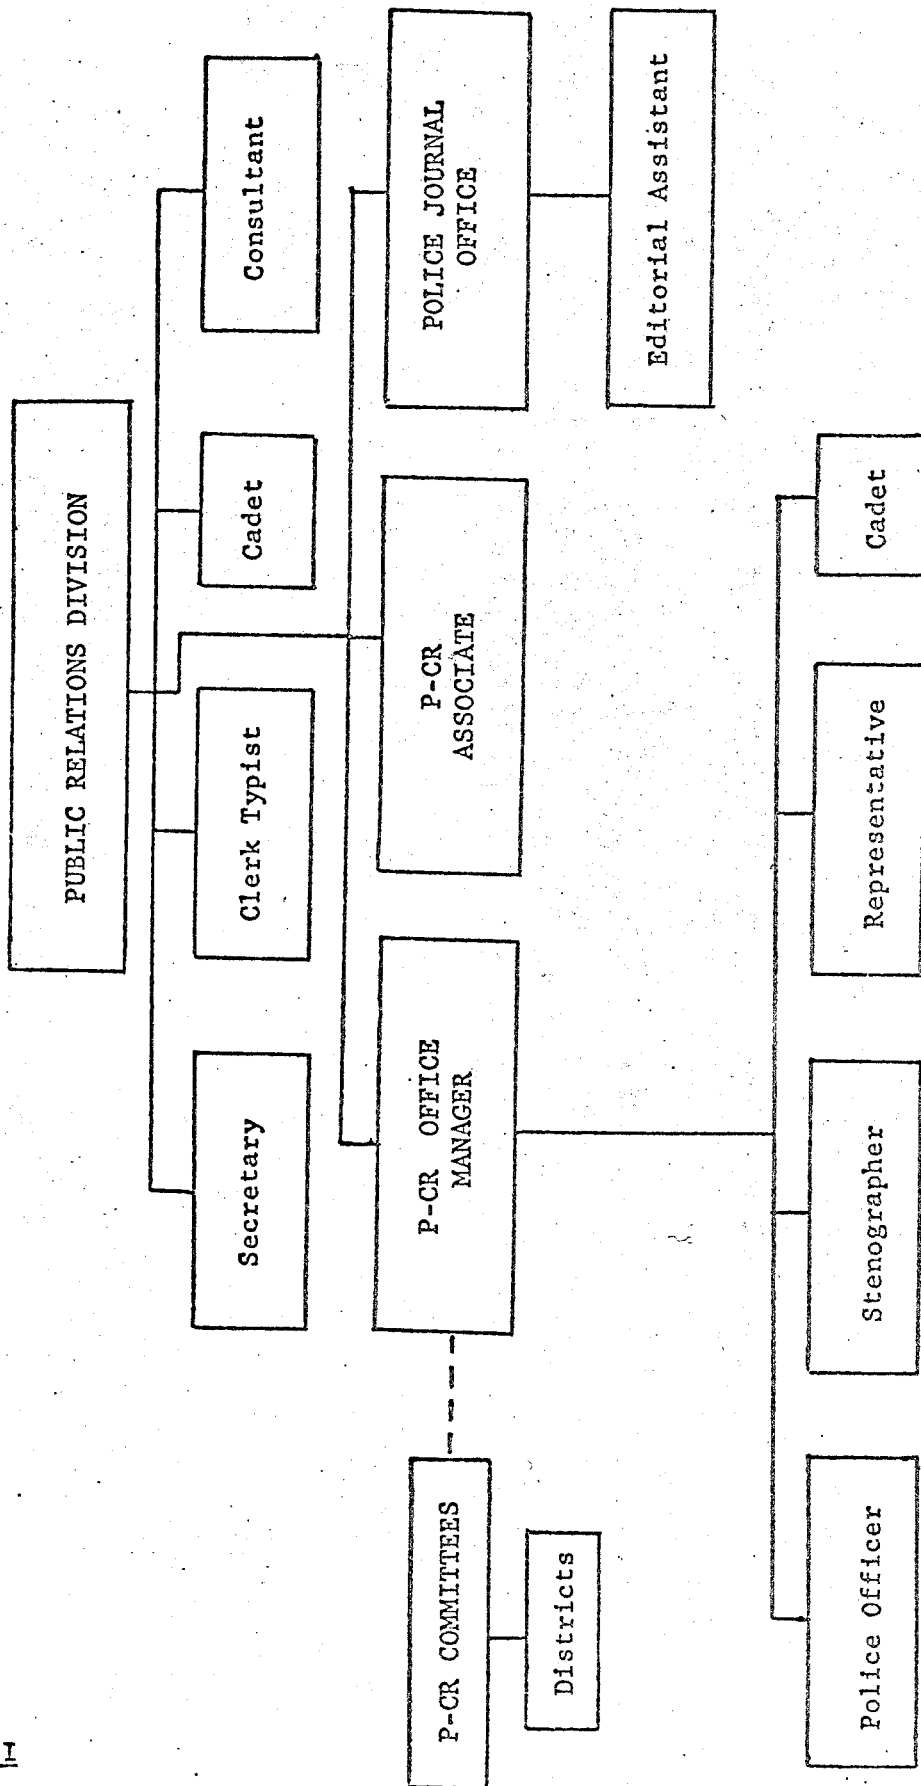 I
PUBLIC RELATIONS DIVISION
Secretary
Clerk Typist
Cadet
Consultant
P-CR COMMITTEES
Districts
P-CR OFFICE
MANAGER
P-CR
ASSOCIATE
POLICE JOURNAL
OFFICE
Editorial Assistant
Police Officer
Stenographer
Representative
Cadet